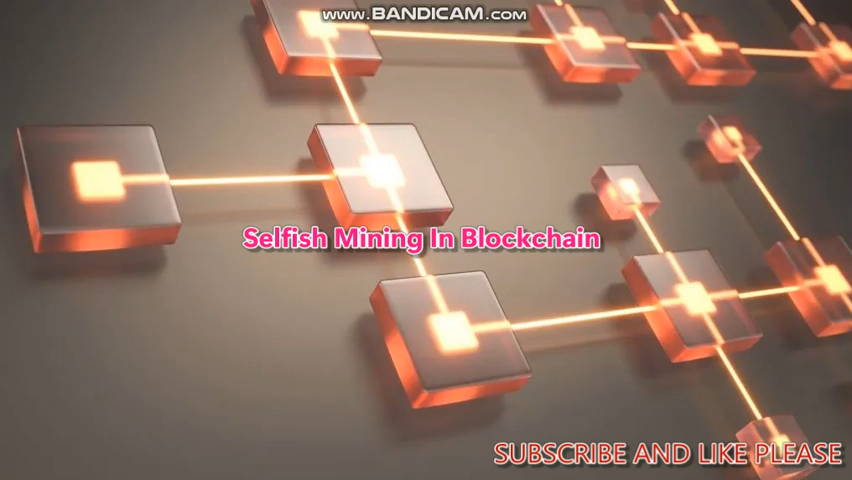 www.BANDICAM.com
Selfish Mining In Blockchain
SUBSCRIBE AND LIKE PLEASE